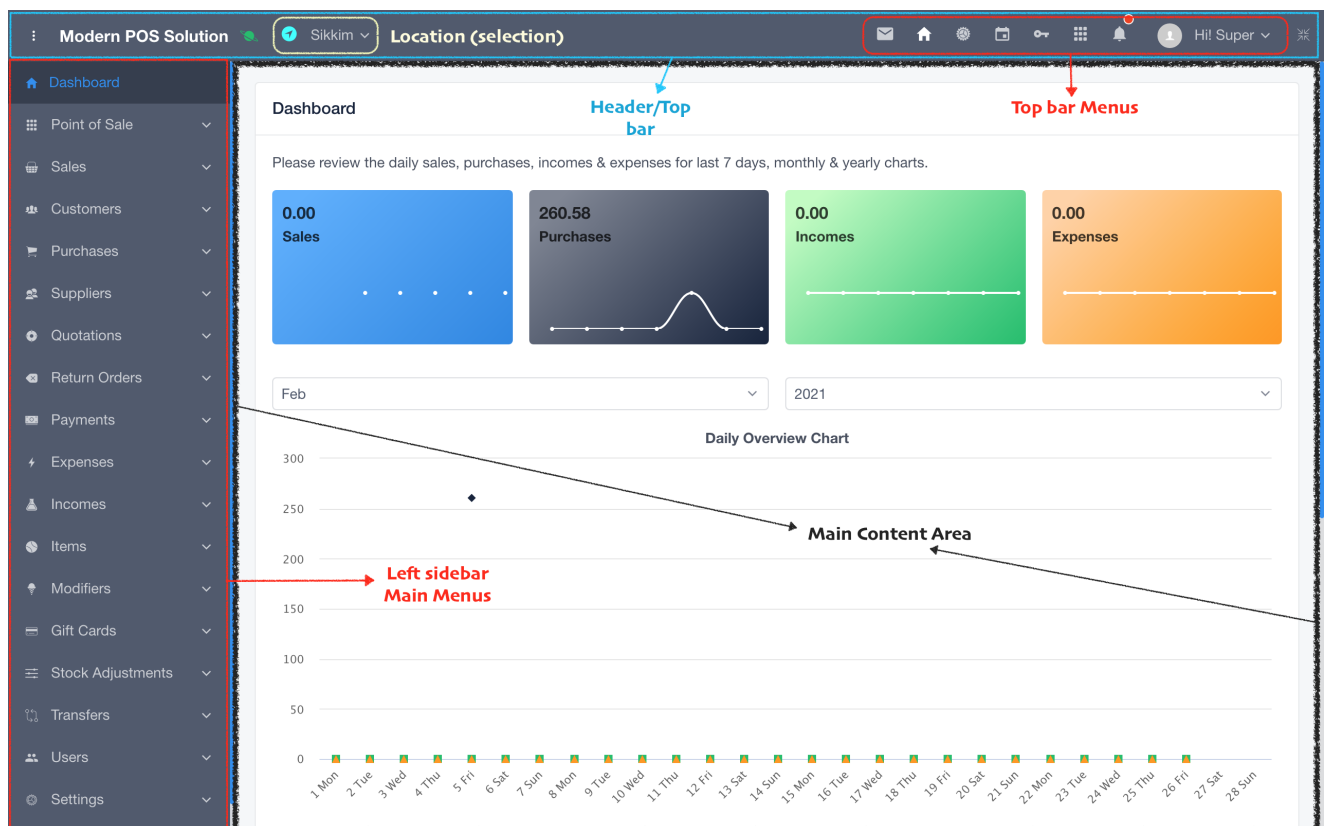 Modern POS Solution
Sikkim
Location (selection)
Hi! Super
Dashboard
Point of Sale
Sales
Customers
Purchases
Suppliers
Quotations
Return Orders
Payments
Expenses
Incomes
Items
Modifiers
Gift Cards
Stock Adjustments
Transfers
Users
Settings
Header/Top
bar
Top bar Menus
Left sidebar
Main Menus
Main Content Area
Dashboard
Please review the daily sales, purchases, incomes & expenses for last 7 days, monthly & yearly charts.
0.00
Sales
260.58
Purchases
0.00
Incomes
0.00
Expenses
Feb
2021
Daily Overview Chart
300
250
200
150
100
50
0
1 Mon
2 Tue
3 Wed
4 Thu
5 Fri
6 Sat
7 Sun
8 Mon
9 Tue
10 Wed
11 Thu
12 Fri
13 Sat
14 Sun
15 Mon
16 Tue
17 Wed
18 Thu
19 Fri
20 Sat
21 Sun
22 Mon
23 Tue
24 Wed
25 Thu
26 Fri
27 Sat
28 Sun